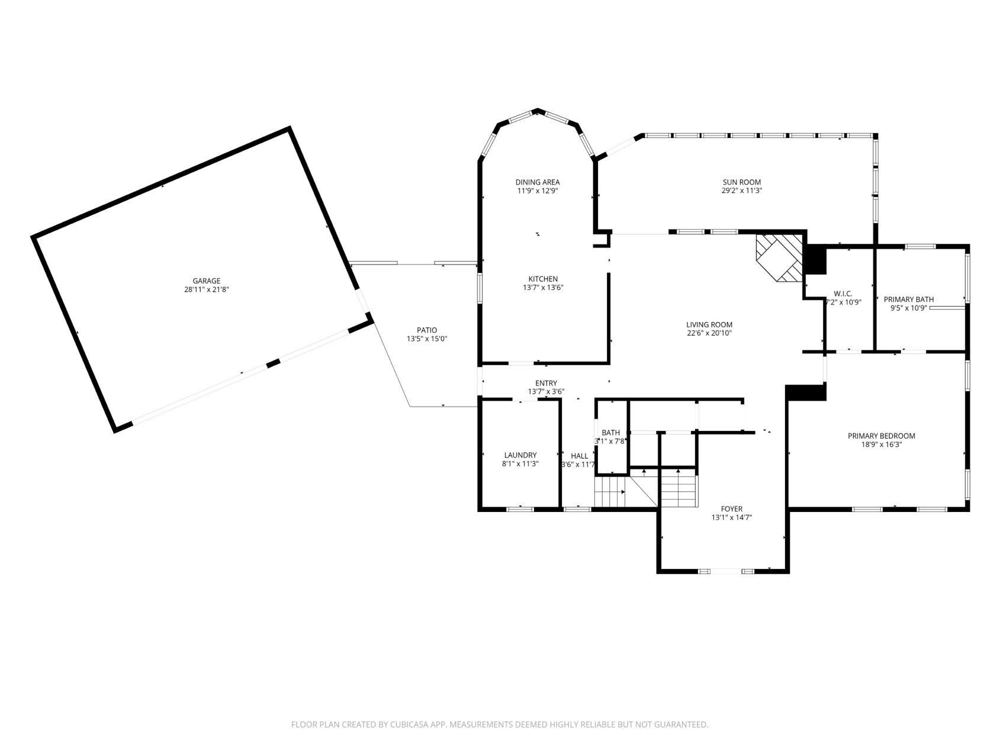 DINING AREA
11'9" x 12'9"
SUN ROOM
29'2" x 11'3"
GARAGE
28'11" x 21'8"
KITCHEN
13'7" x 13'6"
W.I.C.
7'2" x 10'9"
PRIMARY BATH
9'5" x 10'9"
PATIO
13'5" x 15'0"
LIVING ROOM
22'6" x 20'10"
ENTRY
13'7" x 3'6"
BATH
3'1" x 7'8"
PRIMARY BEDROOM
18'9" x 16'3"
LAUNDRY
8'1" x 11'3"
HALL
3'6" x 11'7
FOYER
13'1" x 14'7"
FLOOR PLAN CREATED BY CUBICASA APP. MEASUREMENTS DEEMED HIGHLY RELIABLE BUT NOT GUARANTEED.